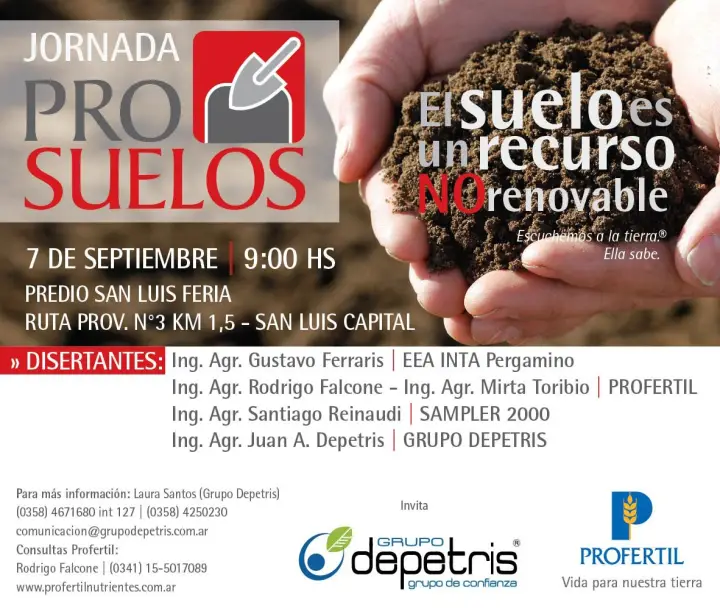 JORNADA
PRO
SUELOS
El suelo es
un recurso
NO renovable
Escuchemos a la tierra.®
Ella sabe.
7 DE SEPTIEMBRE | 9:00 HS
PREDIO SAN LUIS FERIA
RUTA PROV. N°3 KM 1,5 - SAN LUIS CAPITAL
» DISERTANTES: Ing. Agr. Gustavo Ferraris | EEA INTA Pergamino
Ing. Agr. Rodrigo Falcone - Ing. Agr. Mirta Toribio | PROFERTIL
Ing. Agr. Santiago Reinaudi | SAMPLER 2000
Ing. Agr. Juan A. Depetris | GRUPO DEPETRIS
Para más información: Laura Santos (Grupo Depetris)
(0358) 4671680 int 127 | (0358) 4250230
comunicacion@grupodepetris.com.ar
Consultas Profertil:
Rodrigo Falcone | (0341) 15-5017089
www.profertilnutrientes.com.ar
Invita
GRUPO
depetris®
grupo de confianza
PROFERTIL
Vida para nuestra tierra